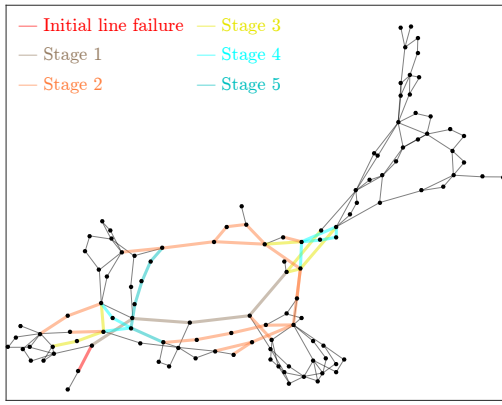 — Initial line failure — Stage 3
— Stage 1 — Stage 4
— Stage 2 — Stage 5